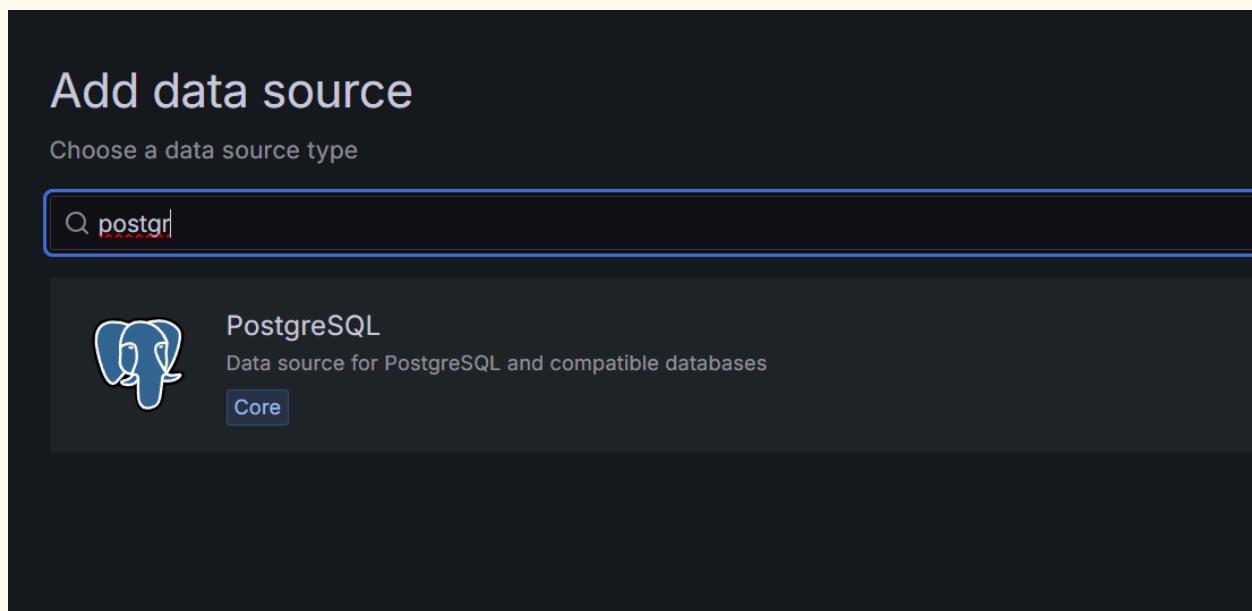 Add data source
Choose a data source type
postgr
PostgreSQL
Data source for PostgreSQL and compatible databases
Core